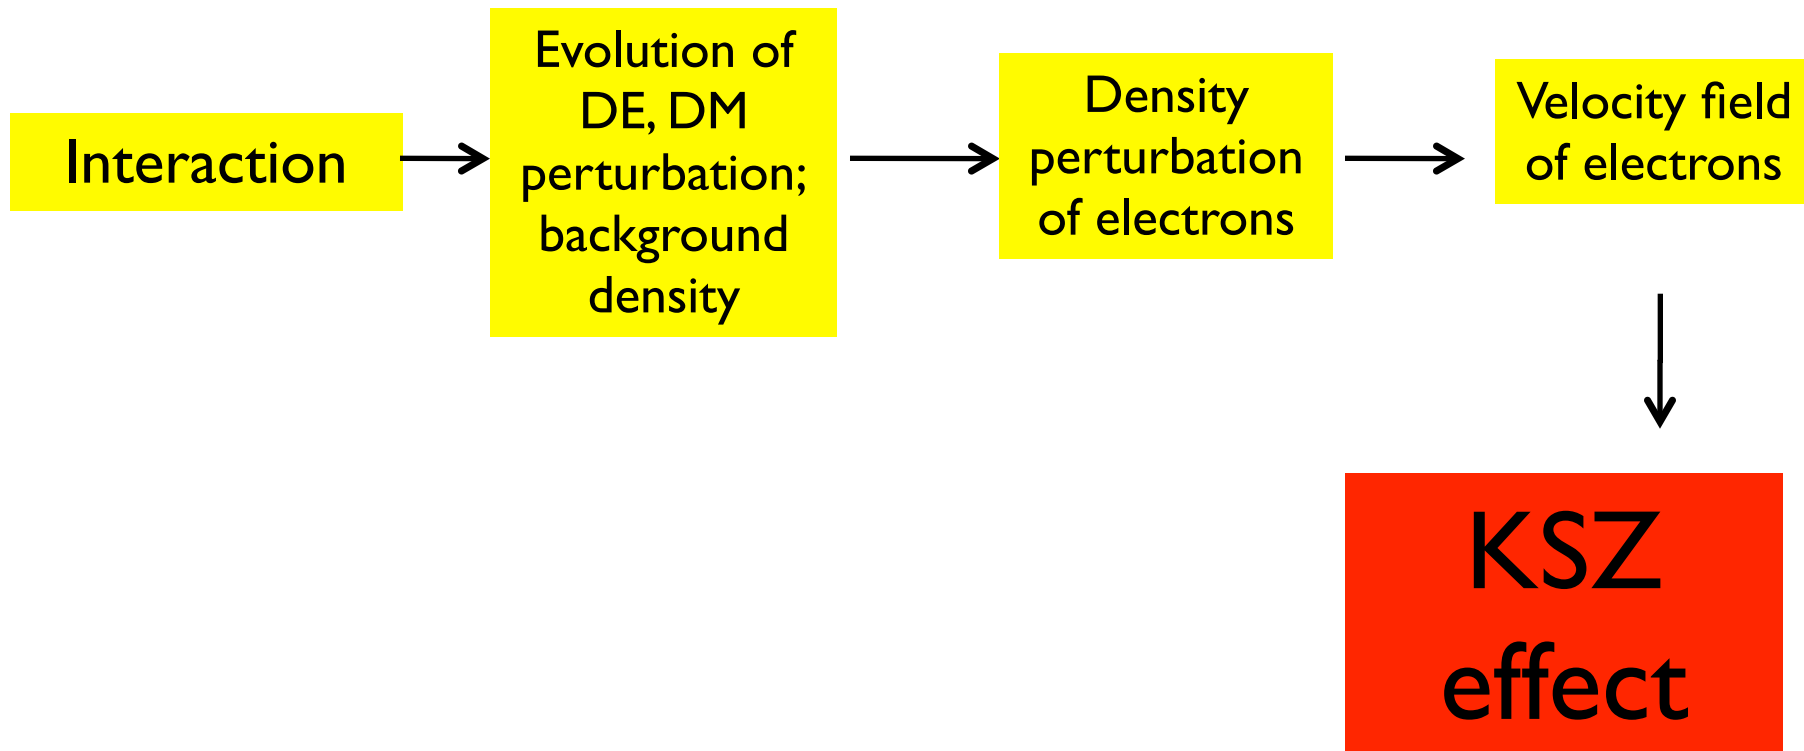 Interaction
Evolution of
DE, DM
perturbation;
background
density
Density
perturbation
of electrons
Velocity field
of electrons
KSZ
effect